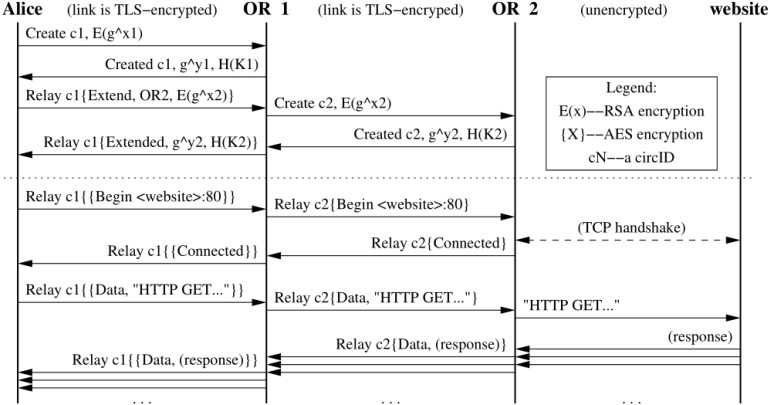 Alice (link is TLS−encrypted) OR 1 (link is TLS−encryped) OR 2 (unencrypted) website
Create c1, E(g^x1)
Created c1, g^y1, H(K1)
Relay c1{Extend, OR2, E(g^x2)}
Create c2, E(g^x2)
Created c2, g^y2, H(K2)
Relay c1{Extended, g^y2, H(K2)}
Legend:
E(x)−−RSA encryption
{X}−−AES encryption
cN−−a circID
Relay c1{{Begin <website>:80}}
Relay c2{Begin <website>:80}
(TCP handshake)
Relay c2{Connected}
Relay c1{{Connected}}
Relay c1{{Data, "HTTP GET..."}}
Relay c2{Data, "HTTP GET..."}
"HTTP GET..."
(response)
Relay c2{Data, (response)}
Relay c1{{Data, (response)}}
. . . . . . . . .